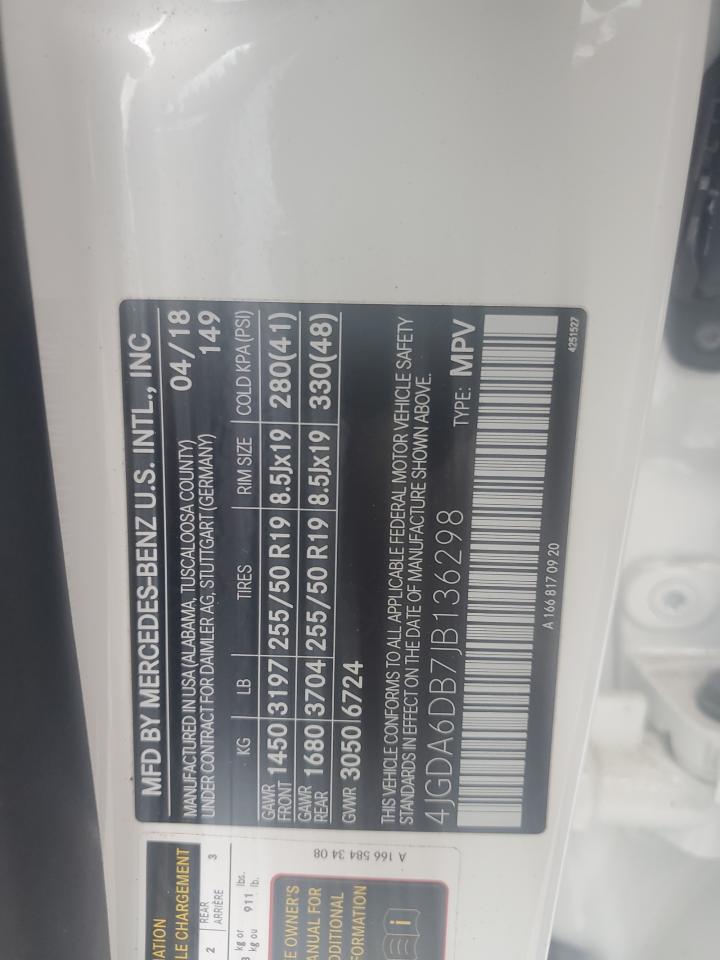 MFD BY MERCEDES-BENZ U.S. INTL., INC
MANUFACTURED IN USA (ALABAMA, TUSCALOOSA COUNTY) 04/18
UNDER CONTRACT FOR DAIMLER AG, STUTTGART (GERMANY) 149
KG LB TIRES RIM SIZE COLD KPA (PSI)
GAWR FRONT 1450 3197 255/50 R19 8.5Jx19 280(41)
GAWR REAR 1680 3704 255/50 R19 8.5Jx19 330(48)
GVWR 3050 6724
THIS VEHICLE CONFORMS TO ALL APPLICABLE FEDERAL MOTOR VEHICLE SAFETY
STANDARDS IN EFFECT ON THE DATE OF MANUFACTURE SHOWN ABOVE.
4JGDA6DB7JB136298 TYPE: MPV
A 166 817 09 20
4251527
ATION
LE CHARGEMENT
2 REAR 3
ARRIÈRE
kg or 911 lbs.
kg ou lb.
E OWNER'S
ANUAL FOR
DDITIONAL
FORMATION
i
A 166 584 34 08